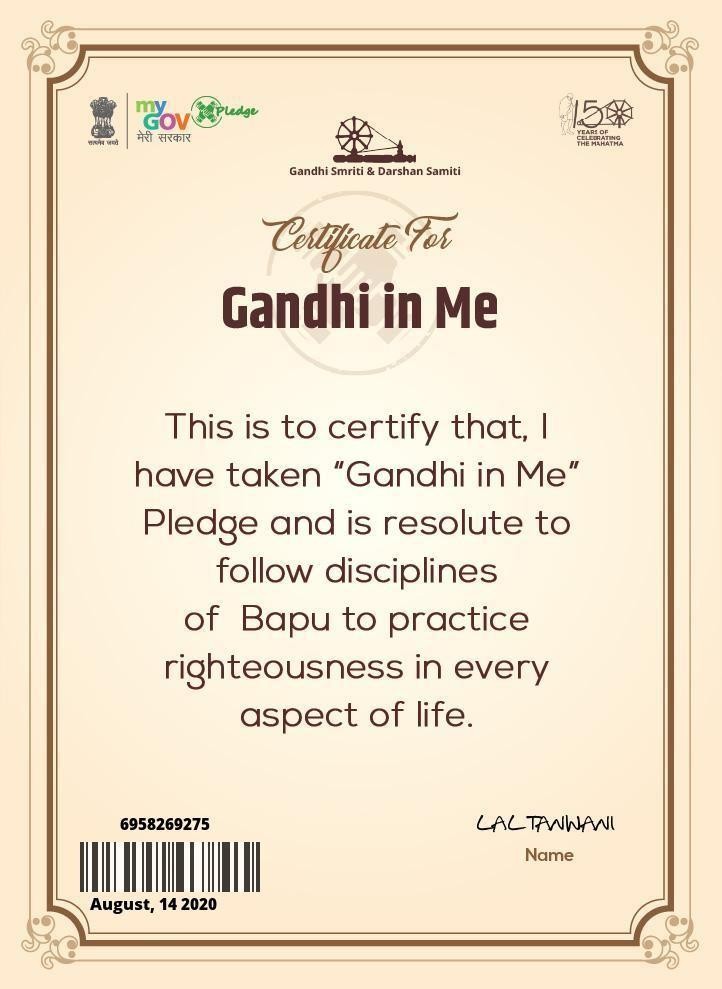 सत्यमेव जयते
my
GOV
मेरी सरकार
Pledge
150
YEARS OF
CELEBRATING
THE MAHATMA
Gandhi Smriti & Darshan Samiti
Certificate For
Gandhi in Me
This is to certify that, I
have taken “Gandhi in Me”
Pledge and is resolute to
follow disciplines
of Bapu to practice
righteousness in every
aspect of life.
6958269275
August, 14 2020
LAL TANWANI
Name